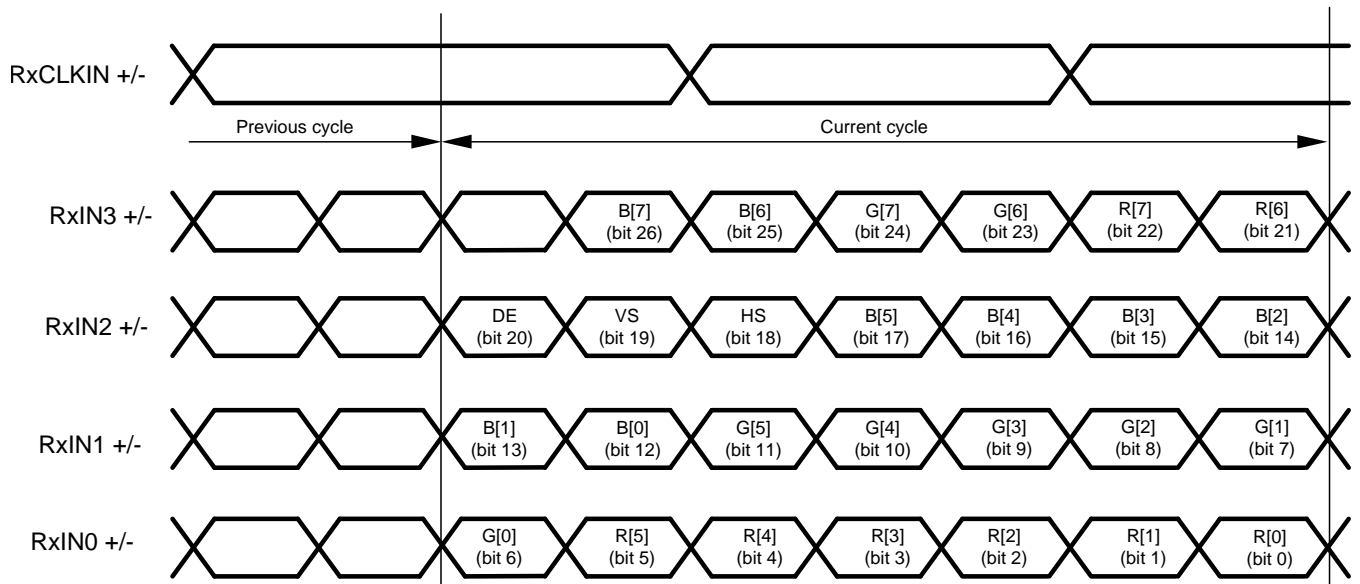 RxCLKIN +/-
Previous cycle
Current cycle
RxIN3 +/-
B[7]
(bit 26)
B[6]
(bit 25)
G[7]
(bit 24)
G[6]
(bit 23)
R[7]
(bit 22)
R[6]
(bit 21)
RxIN2 +/-
DE
(bit 20)
VS
(bit 19)
HS
(bit 18)
B[5]
(bit 17)
B[4]
(bit 16)
B[3]
(bit 15)
B[2]
(bit 14)
RxIN1 +/-
B[1]
(bit 13)
B[0]
(bit 12)
G[5]
(bit 11)
G[4]
(bit 10)
G[3]
(bit 9)
G[2]
(bit 8)
G[1]
(bit 7)
RxIN0 +/-
G[0]
(bit 6)
R[5]
(bit 5)
R[4]
(bit 4)
R[3]
(bit 3)
R[2]
(bit 2)
R[1]
(bit 1)
R[0]
(bit 0)